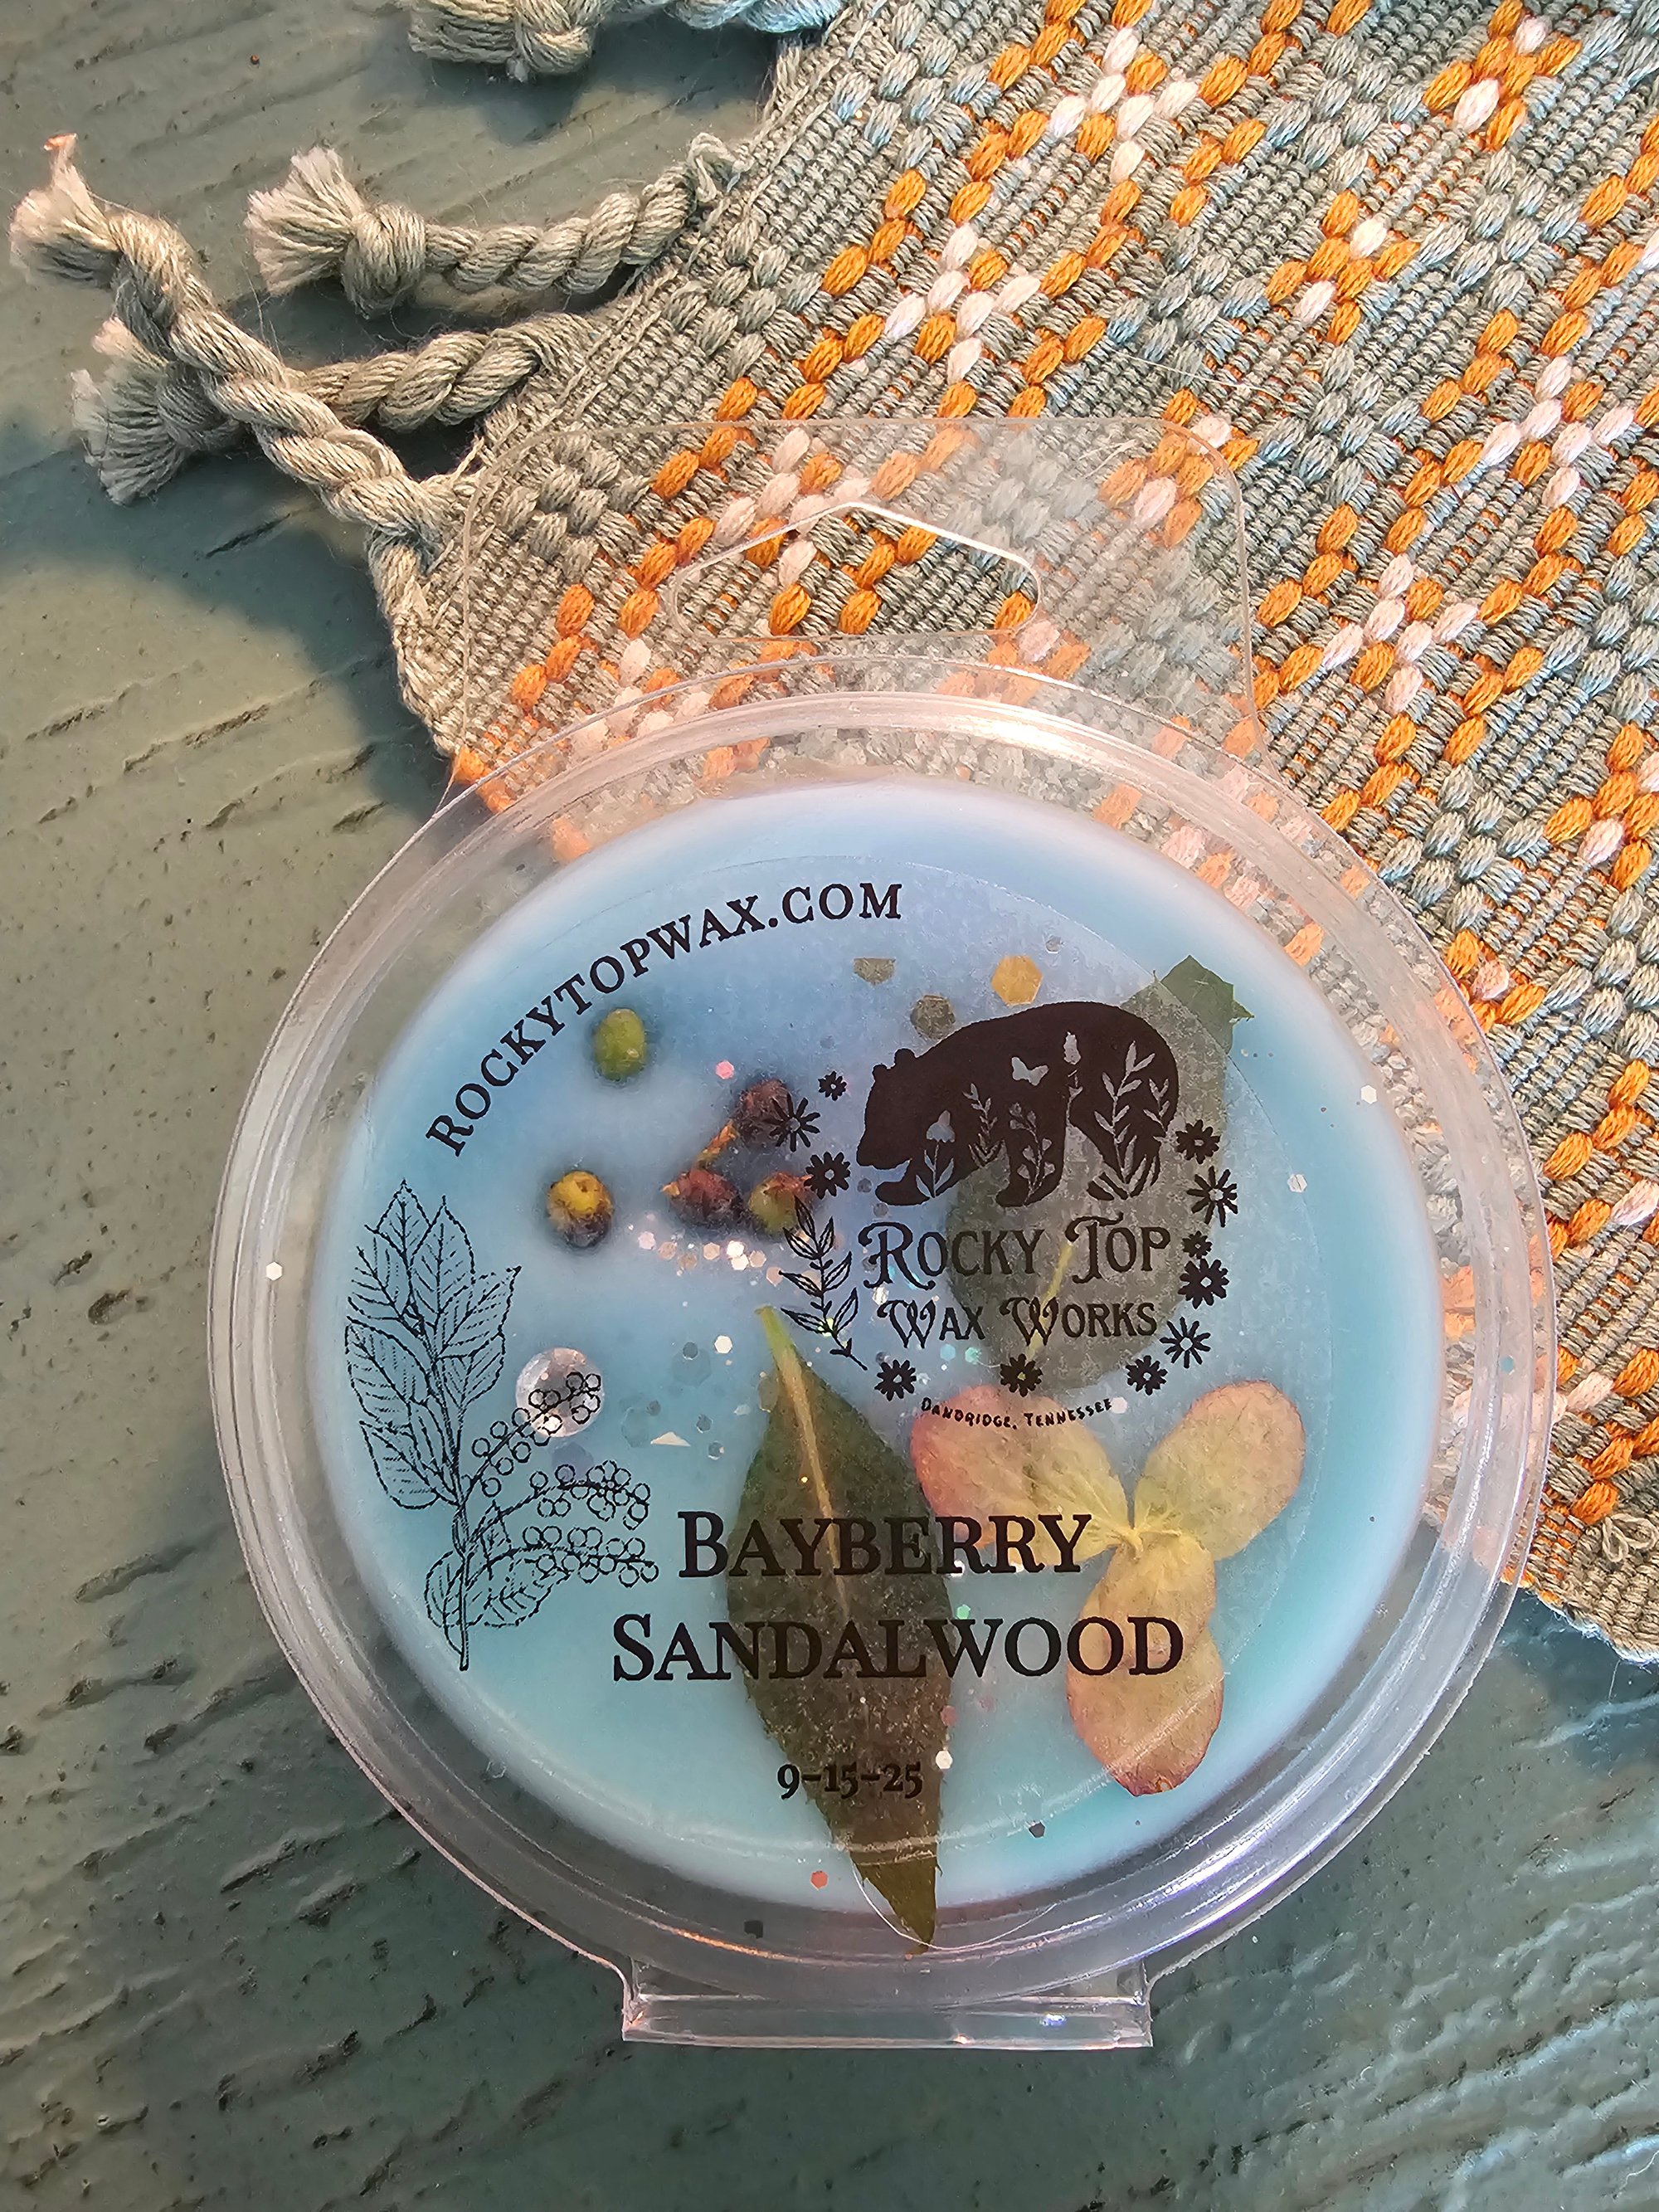 ROCKYTOPWAX.COM
ROCKY TOP
WAX WORKS
DANDRIDGE, TENNESSEE
BAYBERRY
SANDALWOOD
9-15-25